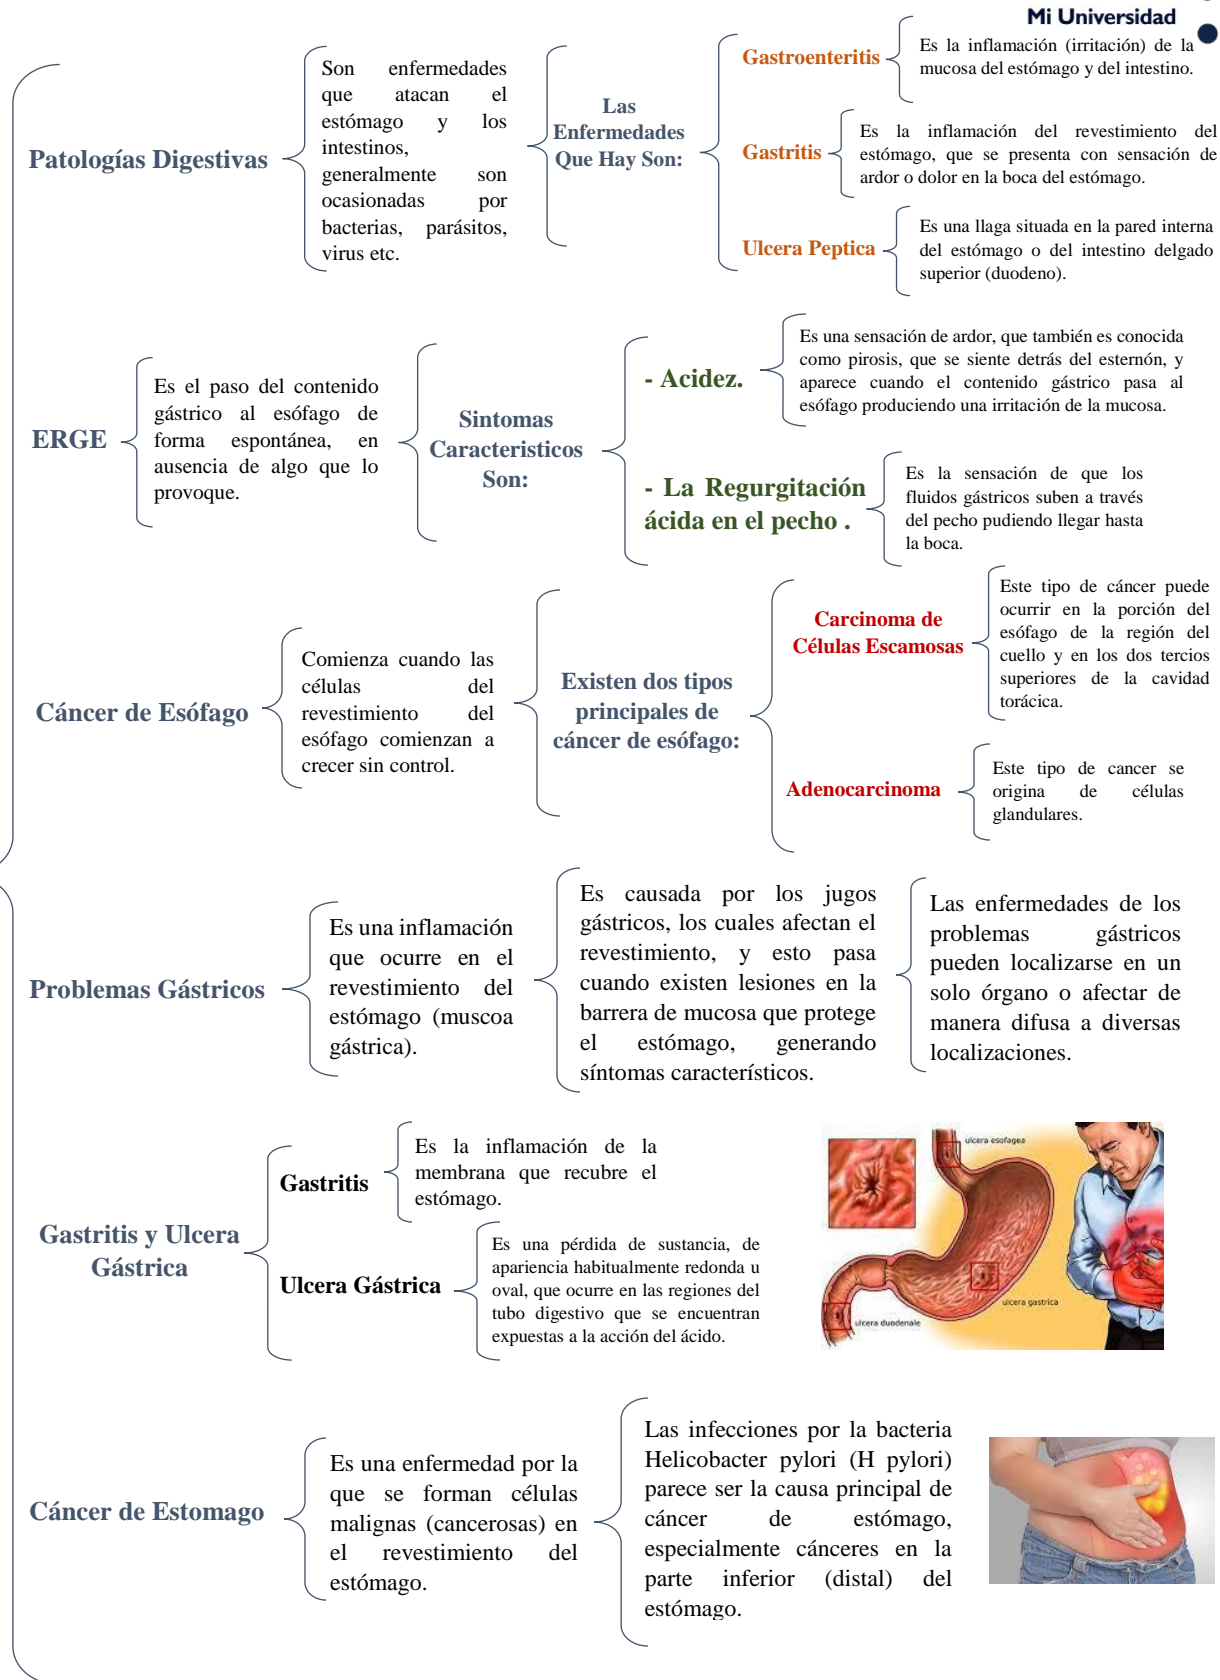 Mi Universidad
Patologías Digestivas
Son enfermedades
que atacan el
estómago y los
intestinos,
generalmente son
ocasionadas por
bacterias, parásitos,
virus etc.
Las
Enfermedades
Que Hay Son:
Gastroenteritis
Es la inflamación (irritación) de la
mucosa del estómago y del intestino.
Gastritis
Es la inflamación del revestimiento del
estómago, que se presenta con sensación de
ardor o dolor en la boca del estómago.
Ulcera Peptica
Es una llaga situada en la pared interna
del estómago o del intestino delgado
superior (duodeno).
ERGE
Es el paso del contenido
gástrico al esófago de
forma espontánea, en
ausencia de algo que lo
provoque.
Sintomas
Caracteristicos
Son:
- Acidez.
Es una sensación de ardor, que también es conocida
como pirosis, que se siente detrás del esternón, y
aparece cuando el contenido gástrico pasa al
esófago produciendo una irritación de la mucosa.
- La Regurgitación
ácida en el pecho .
Es la sensación de que los
fluidos gástricos suben a través
del pecho pudiendo llegar hasta
la boca.
Cáncer de Esófago
Comienza cuando las
células del
revestimiento del
esófago comienzan a
crecer sin control.
Existen dos tipos
principales de
cáncer de esófago:
Carcinoma de
Células Escamosas
Este tipo de cáncer puede
ocurrir en la porción del
esófago de la región del
cuello y en los dos tercios
superiores de la cavidad
torácica.
Adenocarcinoma
Este tipo de cancer se
origina de células
glandulares.
Problemas Gástricos
Es una inflamación
que ocurre en el
revestimiento del
estómago (muscoa
gástrica).
Es causada por los jugos
gástricos, los cuales afectan el
revestimiento, y esto pasa
cuando existen lesiones en la
barrera de mucosa que protege
el estómago, generando
síntomas característicos.
Las enfermedades de los
problemas gástricos
pueden localizarse en un
solo órgano o afectar de
manera difusa a diversas
localizaciones.
Gastritis y Ulcera
Gástrica
Gastritis
Es la inflamación de la
membrana que recubre el
estómago.
Ulcera Gástrica
Es una pérdida de sustancia, de
apariencia habitualmente redonda u
oval, que ocurre en las regiones del
tubo digestivo que se encuentran
expuestas a la acción del ácido.
ulcera esofagea
ulcera gastrica
ulcera duodenale
Cáncer de Estomago
Es una enfermedad por la
que se forman células
malignas (cancerosas) en
el revestimiento del
estómago.
Las infecciones por la bacteria
Helicobacter pylori (H pylori)
parece ser la causa principal de
cáncer de estómago,
especialmente cánceres en la
parte inferior (distal) del
estómago.